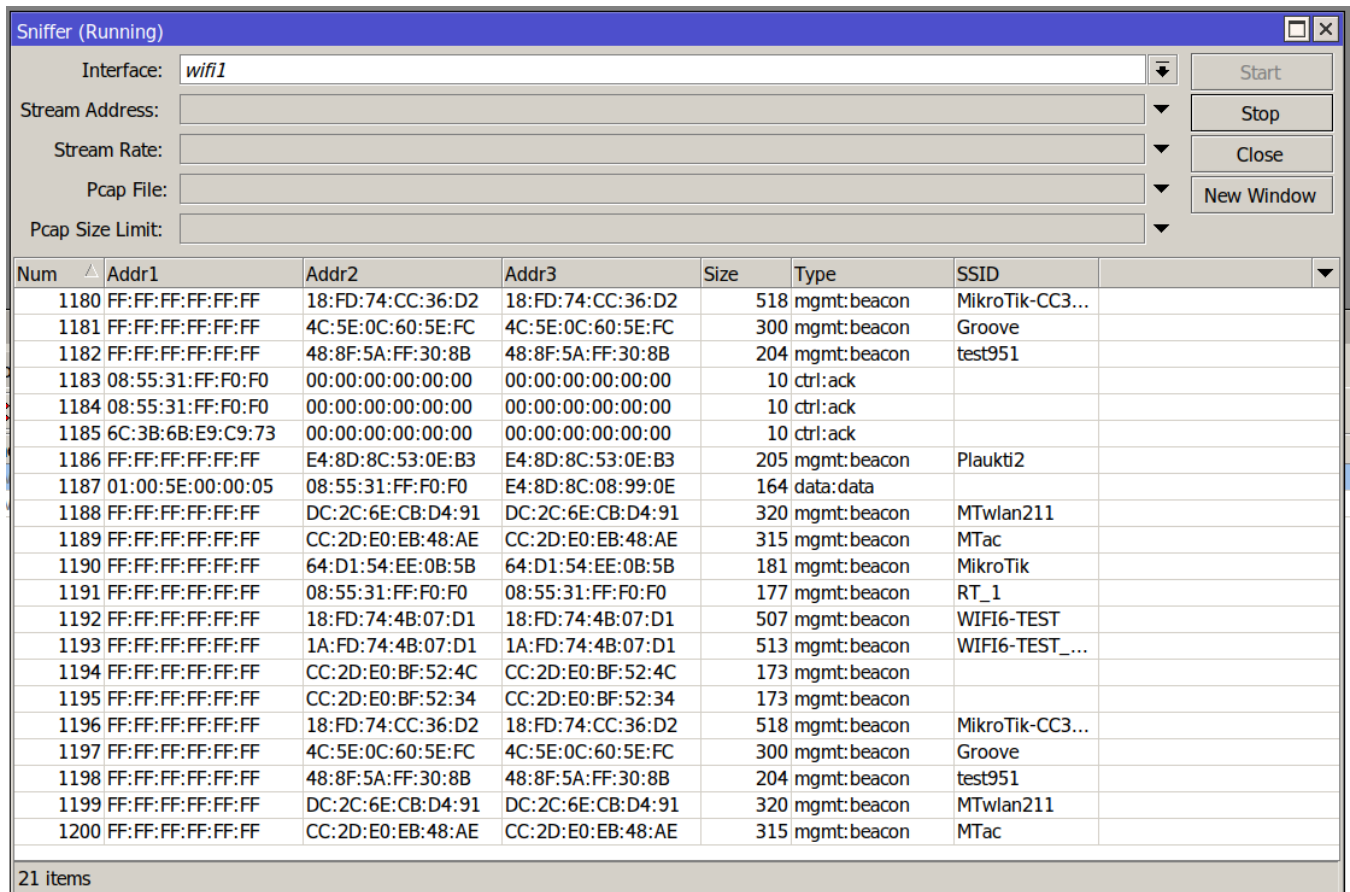 Sniffer (Running)
Interface: wifi1 Start
Stream Address: Stop
Stream Rate: Close
Pcap File: New Window
Pcap Size Limit:
Num Addr1 Addr2 Addr3 Size Type SSID
1180 FF:FF:FF:FF:FF:FF 18:FD:74:CC:36:D2 18:FD:74:CC:36:D2 518 mgmt:beacon MikroTik-CC3...
1181 FF:FF:FF:FF:FF:FF 4C:5E:0C:60:5E:FC 4C:5E:0C:60:5E:FC 300 mgmt:beacon Groove
1182 FF:FF:FF:FF:FF:FF 48:8F:5A:FF:30:8B 48:8F:5A:FF:30:8B 204 mgmt:beacon test951
1183 08:55:31:FF:F0:F0 00:00:00:00:00:00 00:00:00:00:00:00 10 ctrl:ack
1184 08:55:31:FF:F0:F0 00:00:00:00:00:00 00:00:00:00:00:00 10 ctrl:ack
1185 6C:3B:6B:E9:C9:73 00:00:00:00:00:00 00:00:00:00:00:00 10 ctrl:ack
1186 FF:FF:FF:FF:FF:FF E4:8D:8C:53:0E:B3 E4:8D:8C:53:0E:B3 205 mgmt:beacon Plaukti2
1187 01:00:5E:00:00:05 08:55:31:FF:F0:F0 E4:8D:8C:08:99:0E 164 data:data
1188 FF:FF:FF:FF:FF:FF DC:2C:6E:CB:D4:91 DC:2C:6E:CB:D4:91 320 mgmt:beacon MTwlan211
1189 FF:FF:FF:FF:FF:FF CC:2D:E0:EB:48:AE CC:2D:E0:EB:48:AE 315 mgmt:beacon MTac
1190 FF:FF:FF:FF:FF:FF 64:D1:54:EE:0B:5B 64:D1:54:EE:0B:5B 181 mgmt:beacon MikroTik
1191 FF:FF:FF:FF:FF:FF 08:55:31:FF:F0:F0 08:55:31:FF:F0:F0 177 mgmt:beacon RT_1
1192 FF:FF:FF:FF:FF:FF 18:FD:74:4B:07:D1 18:FD:74:4B:07:D1 507 mgmt:beacon WIFI6-TEST
1193 FF:FF:FF:FF:FF:FF 1A:FD:74:4B:07:D1 1A:FD:74:4B:07:D1 513 mgmt:beacon WIFI6-TEST_...
1194 FF:FF:FF:FF:FF:FF CC:2D:E0:BF:52:4C CC:2D:E0:BF:52:4C 173 mgmt:beacon
1195 FF:FF:FF:FF:FF:FF CC:2D:E0:BF:52:34 CC:2D:E0:BF:52:34 173 mgmt:beacon
1196 FF:FF:FF:FF:FF:FF 18:FD:74:CC:36:D2 18:FD:74:CC:36:D2 518 mgmt:beacon MikroTik-CC3...
1197 FF:FF:FF:FF:FF:FF 4C:5E:0C:60:5E:FC 4C:5E:0C:60:5E:FC 300 mgmt:beacon Groove
1198 FF:FF:FF:FF:FF:FF 48:8F:5A:FF:30:8B 48:8F:5A:FF:30:8B 204 mgmt:beacon test951
1199 FF:FF:FF:FF:FF:FF DC:2C:6E:CB:D4:91 DC:2C:6E:CB:D4:91 320 mgmt:beacon MTwlan211
1200 FF:FF:FF:FF:FF:FF CC:2D:E0:EB:48:AE CC:2D:E0:EB:48:AE 315 mgmt:beacon MTac
21 items